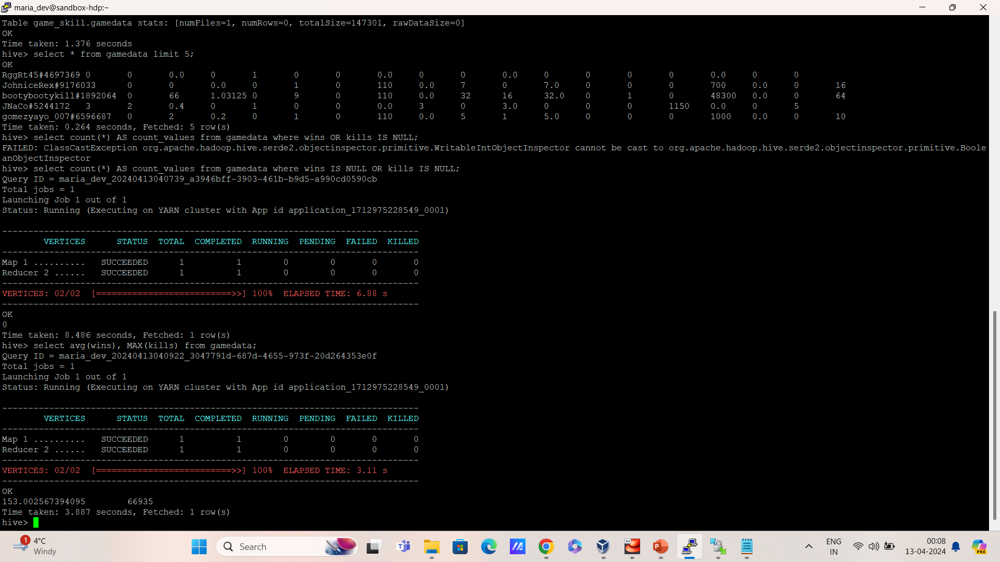 maria_dev@sandbox-hdp:~
Table game_skill.gamedata stats: [numFiles=1, numRows=0, totalSize=147301, rawDataSize=0]
OK
Time taken: 1.376 seconds
hive> select * from gamedata limit 5;
OK
RggRt45#4697369 0 0 0.0 0 1 0 0 0.0 0 0 0.0 0 0 0 0 0.0 0 0
JohniceRex#9176033 0 0 0.0 0 1 0 110 0.0 7 0 7.0 0 0 0 700 0.0 0 16
bootybootykill#1892064 0 66 1.03125 0 9 0 110 0.0 32 16 32.0 0 1 0 48300 0.0 0 64
JNaCo#5244172 3 2 0.4 0 1 0 0 0.0 3 0 3.0 0 0 0 1150 0.0 0 5
gomezyayo_007#6596687 0 2 0.2 0 1 0 110 0.0 5 1 5.0 0 0 0 1000 0.0 0 10
Time taken: 0.264 seconds, Fetched: 5 row(s)
hive> select count(*) AS count_values from gamedata where wins OR kills IS NULL;
FAILED: ClassCastException org.apache.hadoop.hive.serde2.objectinspector.primitive.WritableIntObjectInspector cannot be cast to org.apache.hadoop.hive.serde2.objectinspector.primitive.Boole
anObjectInspector
hive> select count(*) AS count_values from gamedata where wins IS NULL OR kills IS NULL;
Query ID = maria_dev_20240413040739_a3946bff-3903-461b-b9d5-a990cd0590cb
Total jobs = 1
Launching Job 1 out of 1
Status: Running (Executing on YARN cluster with App id application_1712975228549_0001)
--------------------------------------------------------------------------------
VERTICES STATUS TOTAL COMPLETED RUNNING PENDING FAILED KILLED
--------------------------------------------------------------------------------
Map 1 .......... SUCCEEDED 1 1 0 0 0 0
Reducer 2 ...... SUCCEEDED 1 1 0 0 0 0
--------------------------------------------------------------------------------
VERTICES: 02/02 [==========================>>] 100% ELAPSED TIME: 6.88 s
--------------------------------------------------------------------------------
OK
0
Time taken: 8.486 seconds, Fetched: 1 row(s)
hive> select avg(wins), MAX(kills) from gamedata;
Query ID = maria_dev_20240413040922_3047791d-687d-4655-973f-20d264353e0f
Total jobs = 1
Launching Job 1 out of 1
Status: Running (Executing on YARN cluster with App id application_1712975228549_0001)
--------------------------------------------------------------------------------
VERTICES STATUS TOTAL COMPLETED RUNNING PENDING FAILED KILLED
--------------------------------------------------------------------------------
Map 1 .......... SUCCEEDED 1 1 0 0 0 0
Reducer 2 ...... SUCCEEDED 1 1 0 0 0 0
--------------------------------------------------------------------------------
VERTICES: 02/02 [==========================>>] 100% ELAPSED TIME: 3.11 s
--------------------------------------------------------------------------------
OK
153.002567394095 66935
Time taken: 3.887 seconds, Fetched: 1 row(s)
hive>
1
4°C
Windy
Search
64
P
PRE
ENG
IN
00:08
13-04-2024